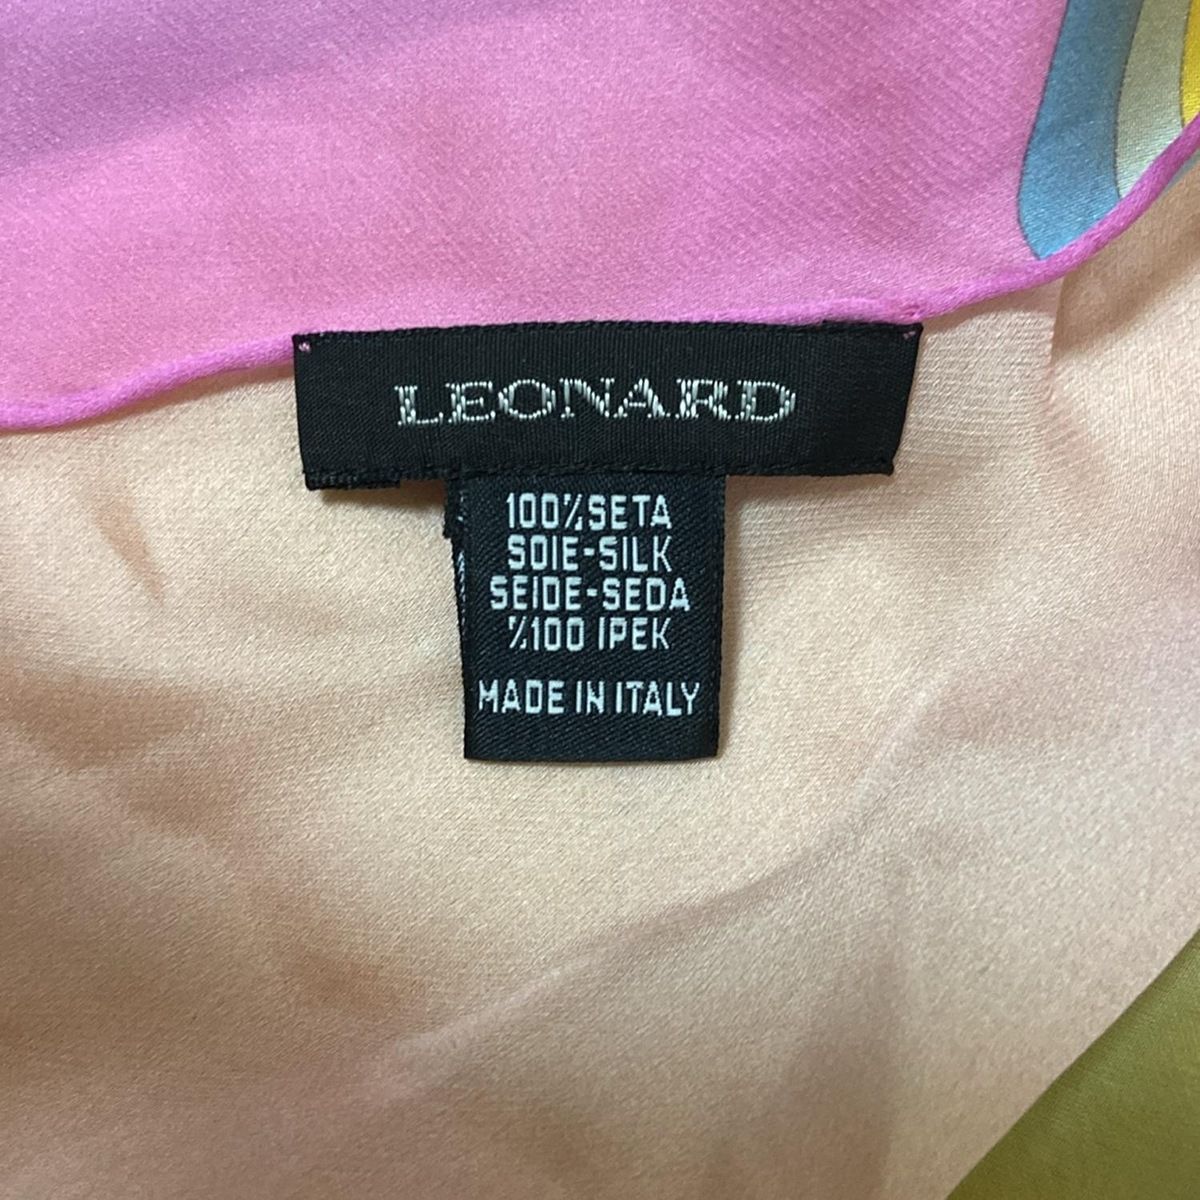 LEONARD
100%SETA
SOIE-SILK
SEIDE-SEDA
%100 IPEK
MADE IN ITALY